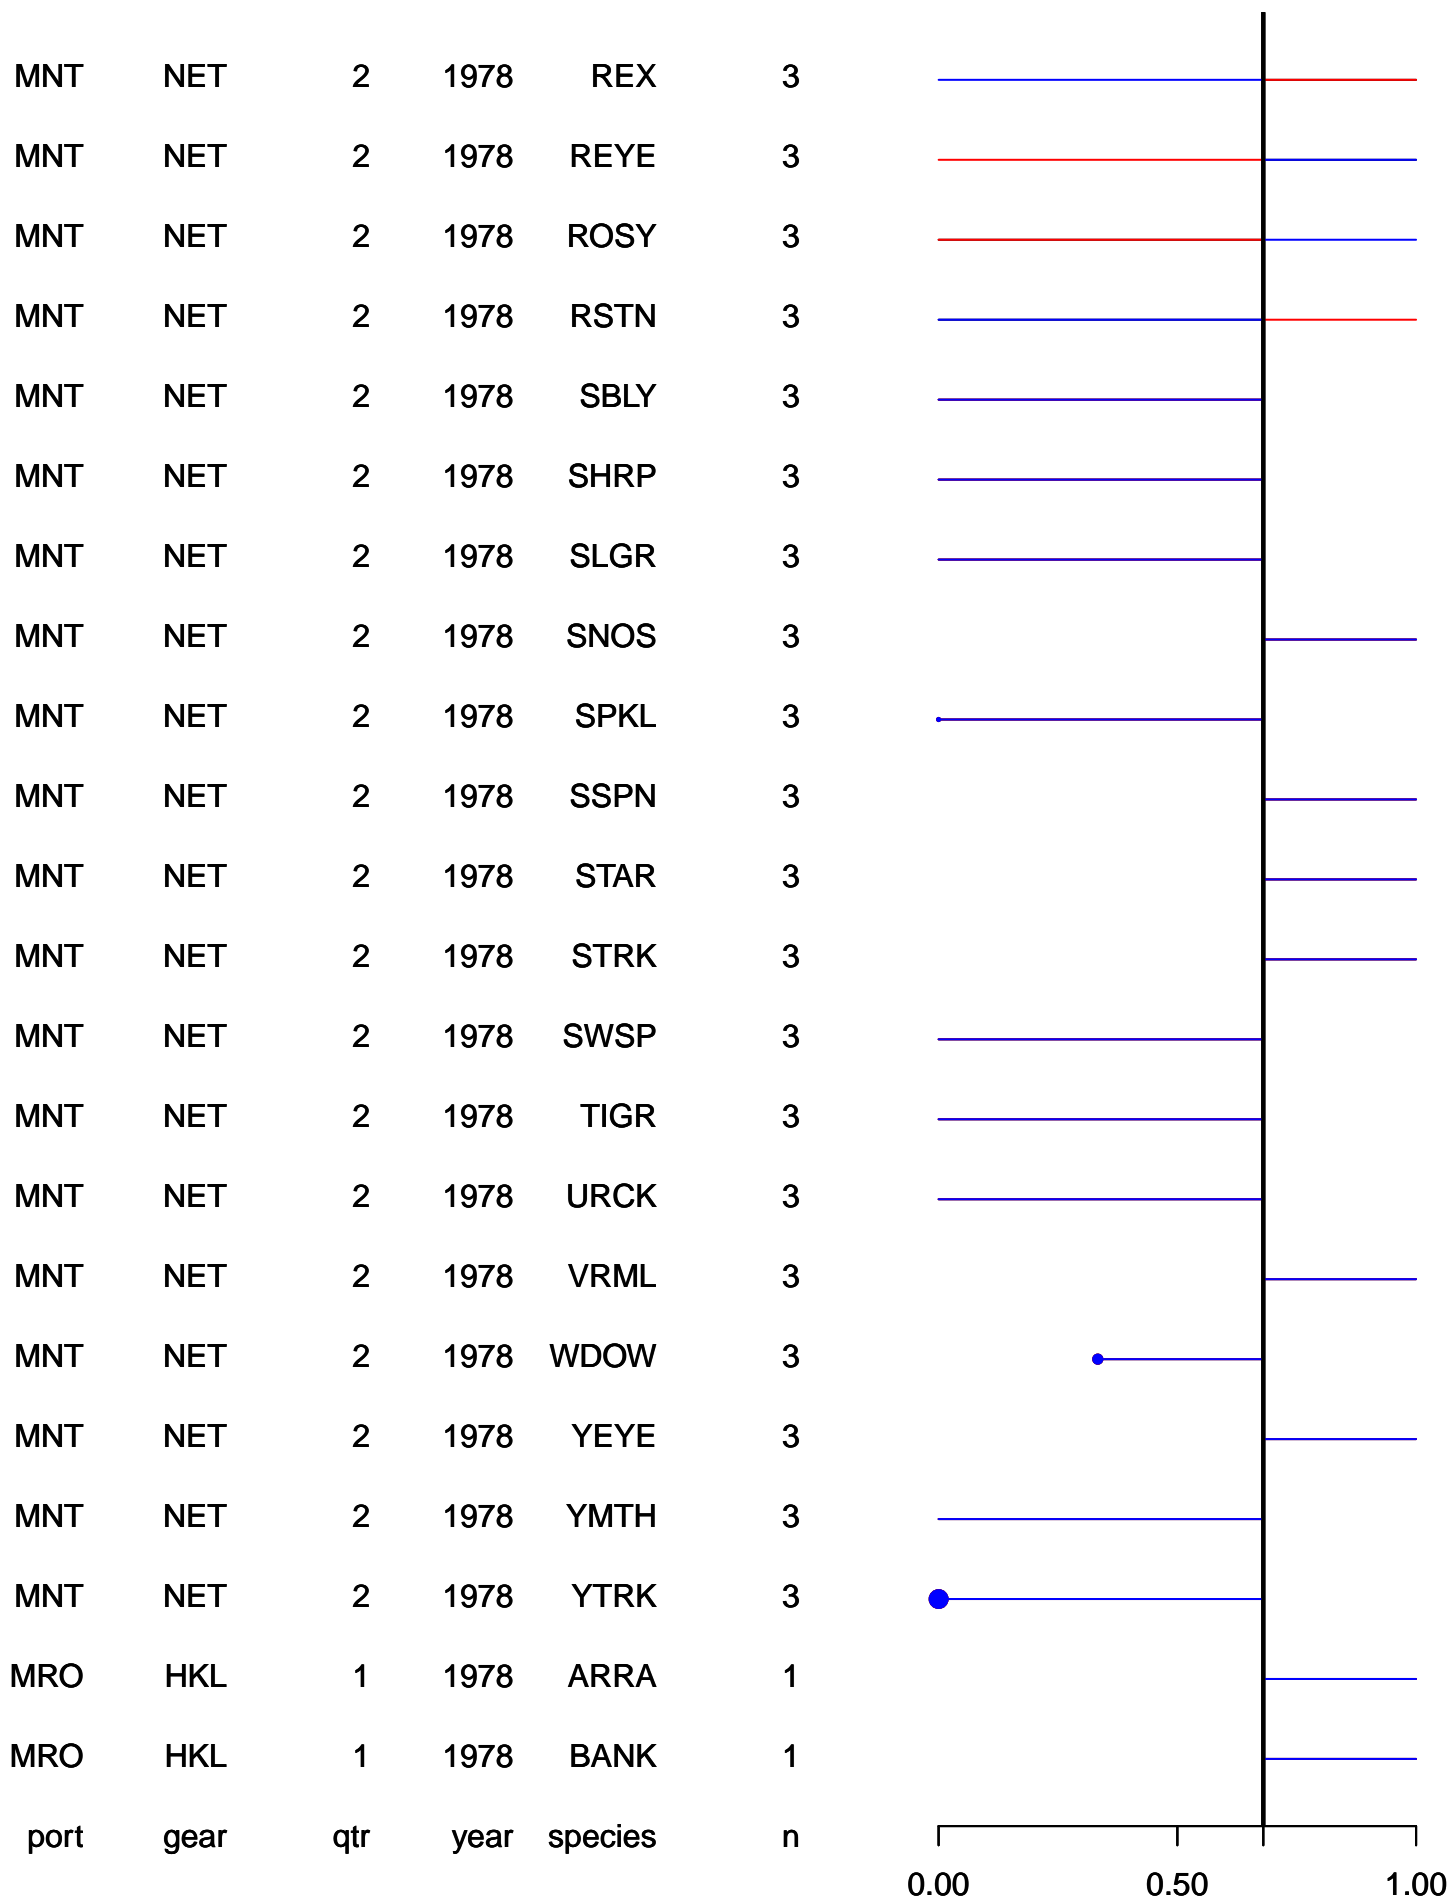 MNT NET 2 1978 REX 3
MNT NET 2 1978 REYE 3
MNT NET 2 1978 ROSY 3
MNT NET 2 1978 RSTN 3
MNT NET 2 1978 SBLY 3
MNT NET 2 1978 SHRP 3
MNT NET 2 1978 SLGR 3
MNT NET 2 1978 SNOS 3
MNT NET 2 1978 SPKL 3
MNT NET 2 1978 SSPN 3
MNT NET 2 1978 STAR 3
MNT NET 2 1978 STRK 3
MNT NET 2 1978 SWSP 3
MNT NET 2 1978 TIGR 3
MNT NET 2 1978 URCK 3
MNT NET 2 1978 VRML 3
MNT NET 2 1978 WDOW 3
MNT NET 2 1978 YEYE 3
MNT NET 2 1978 YMTH 3
MNT NET 2 1978 YTRK 3
MRO HKL 1 1978 ARRA 1
MRO HKL 1 1978 BANK 1
port gear qtr year species n
0.00 0.50 1.00